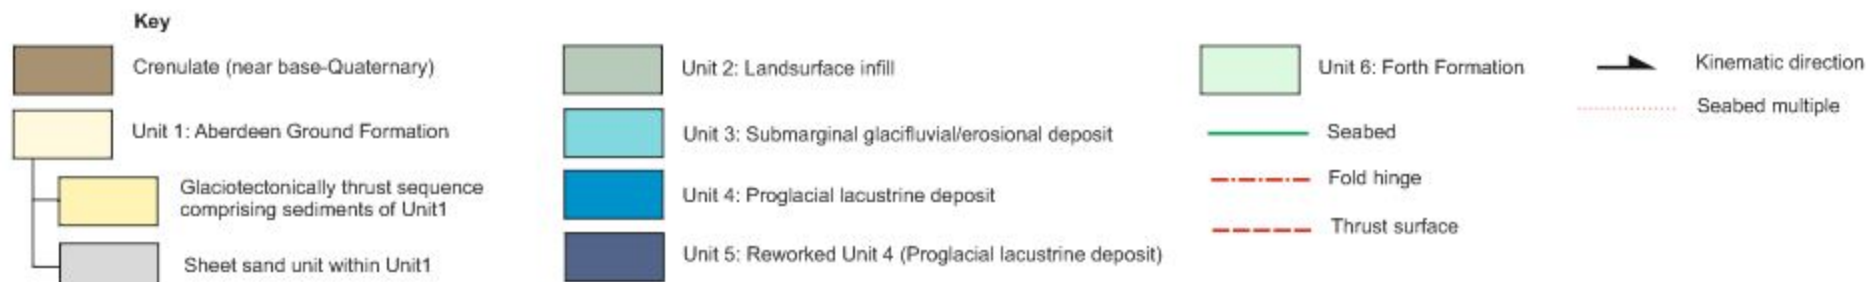 Key
Crenulate (near base-Quaternary)
Unit 1: Aberdeen Ground Formation
Glaciotectonically thrust sequence
comprising sediments of Unit1
Sheet sand unit within Unit1
Unit 2: Landsurface infill
Unit 3: Submarginal glacifluvial/erosional deposit
Unit 4: Proglacial lacustrine deposit
Unit 5: Reworked Unit 4 (Proglacial lacustrine deposit)
Unit 6: Forth Formation
Seabed
Fold hinge
Thrust surface
Kinematic direction
Seabed multiple